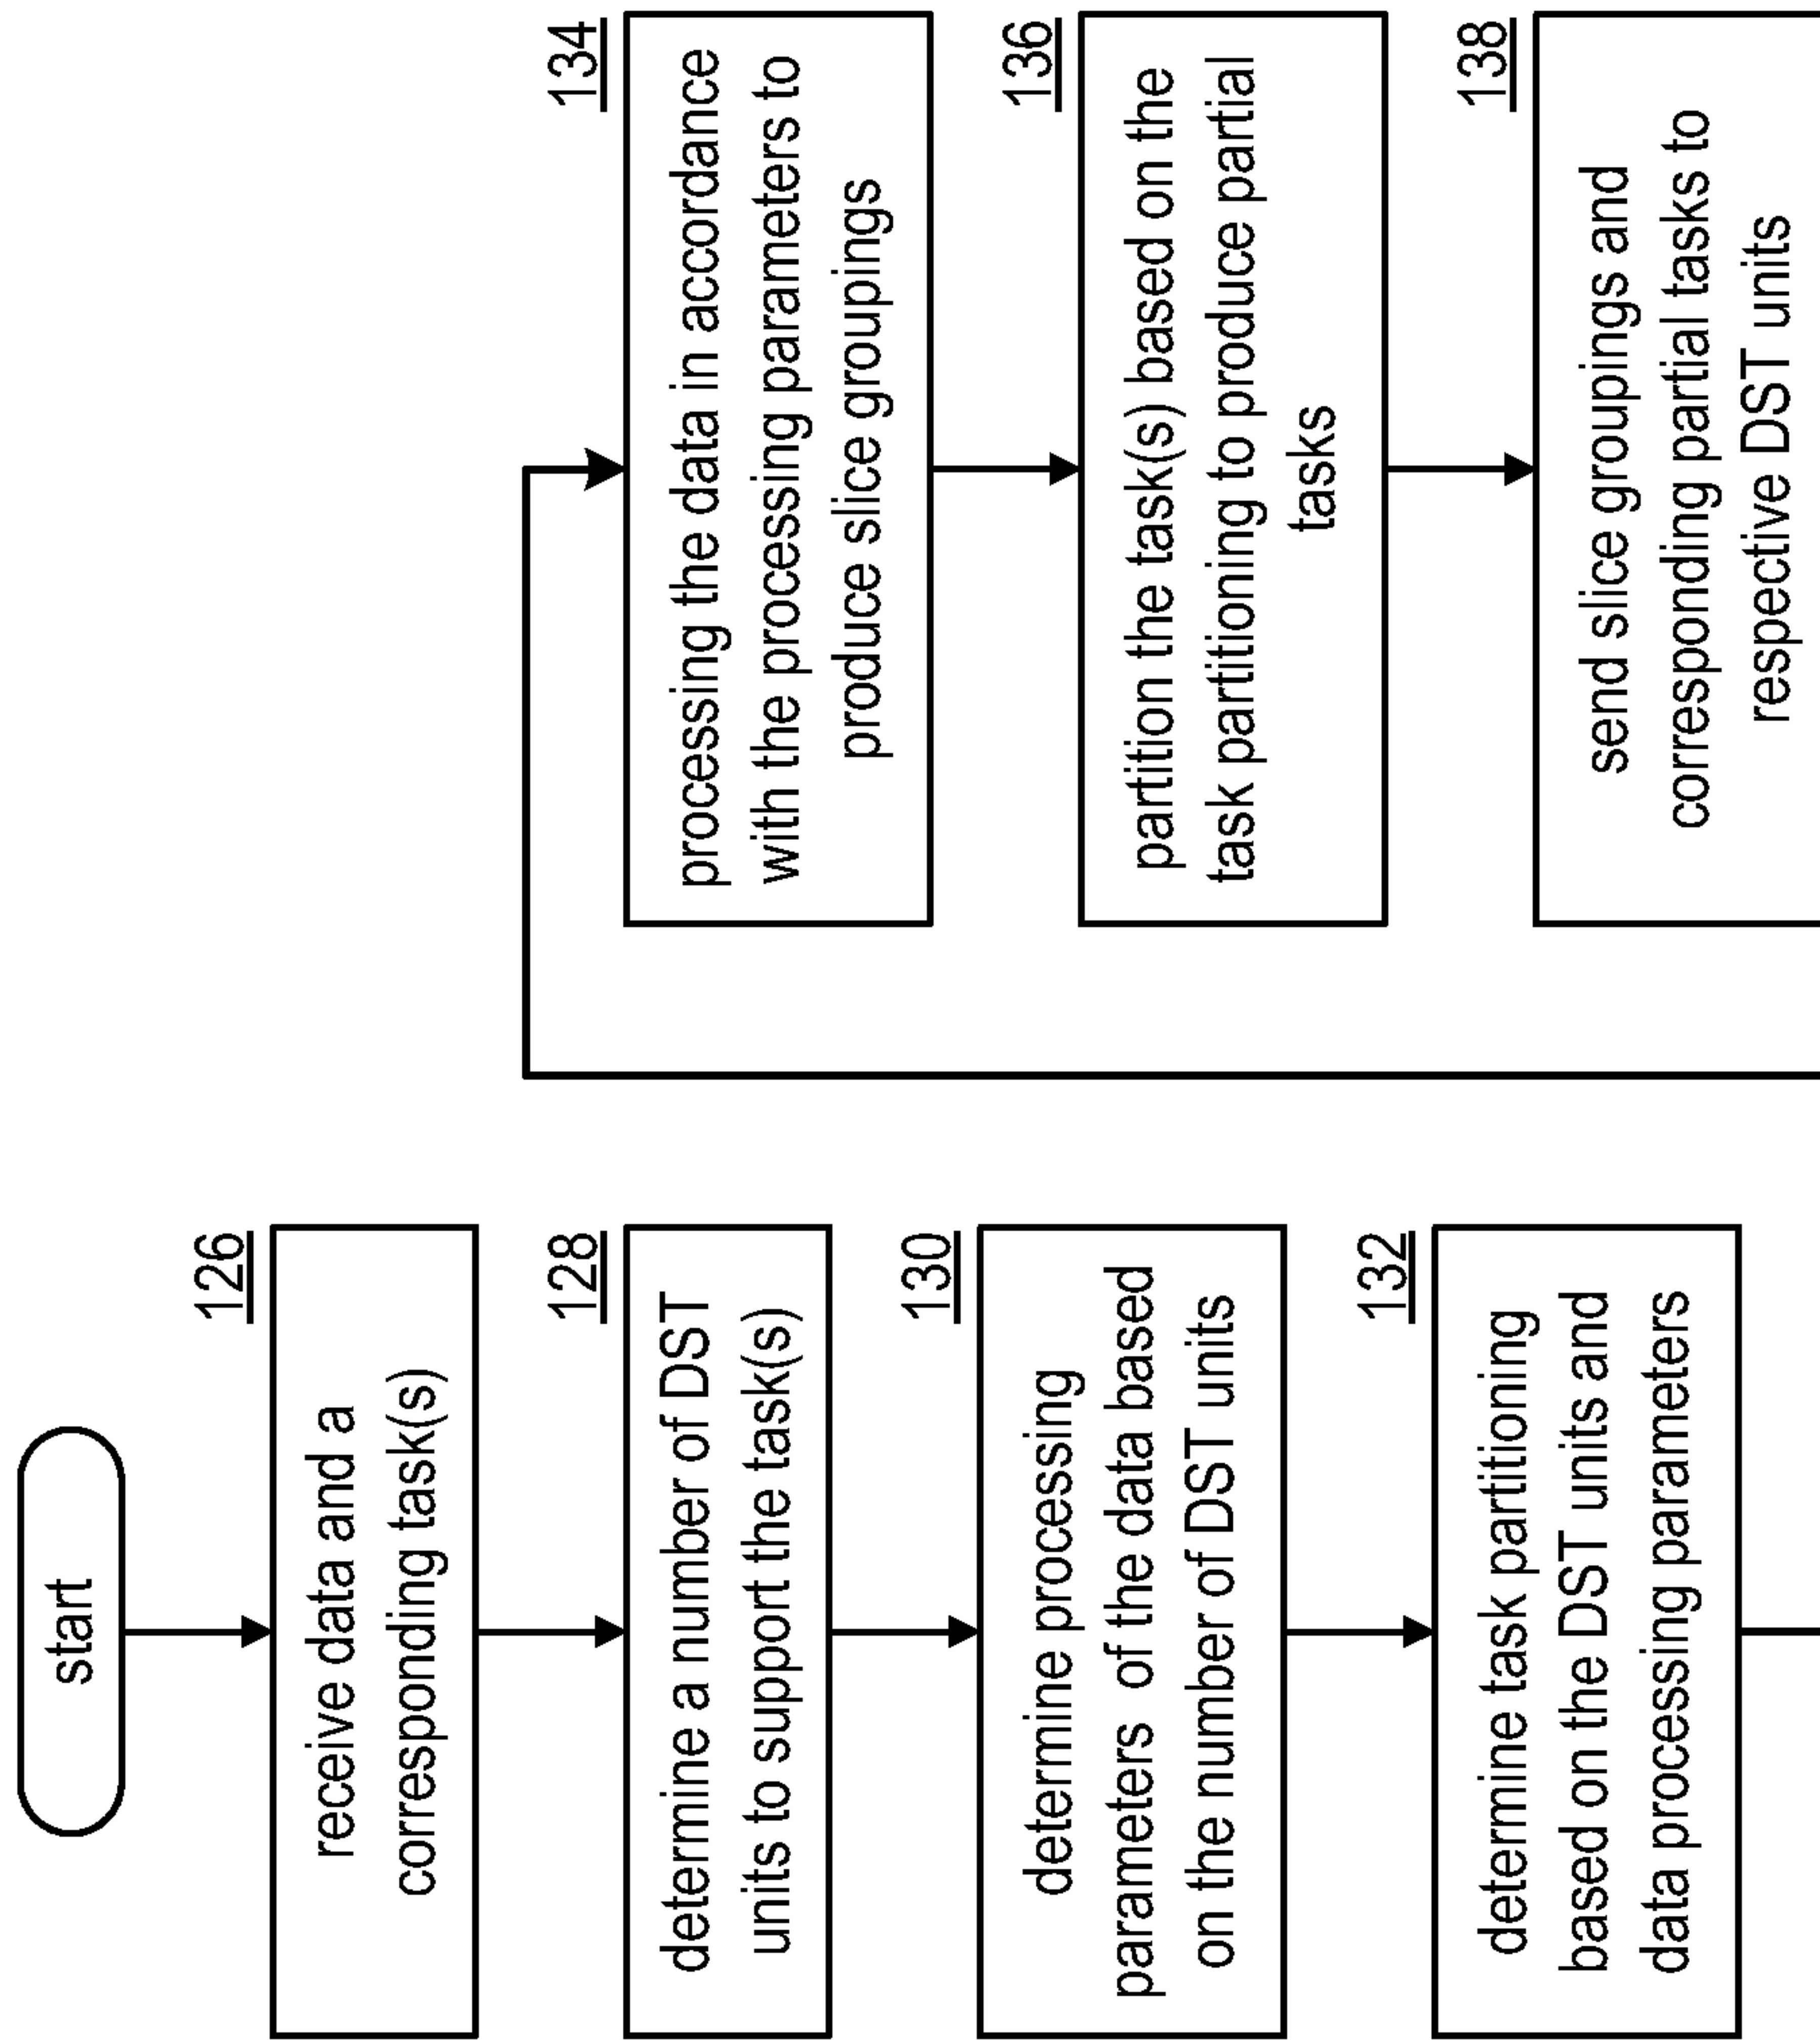 start
126
receive data and a
corresponding task(s)
128
determine a number of DST
units to support the task(s)
130
determine processing
parameters  of the data based
on the number of DST units
132
determine task partitioning
based on the DST units and
data processing parameters
134
processing the data in accordance
with the processing parameters to
produce slice groupings
136
partition the task(s) based on the
task partitioning to produce partial
tasks
138
send slice groupings and
corresponding partial tasks to
respective DST units